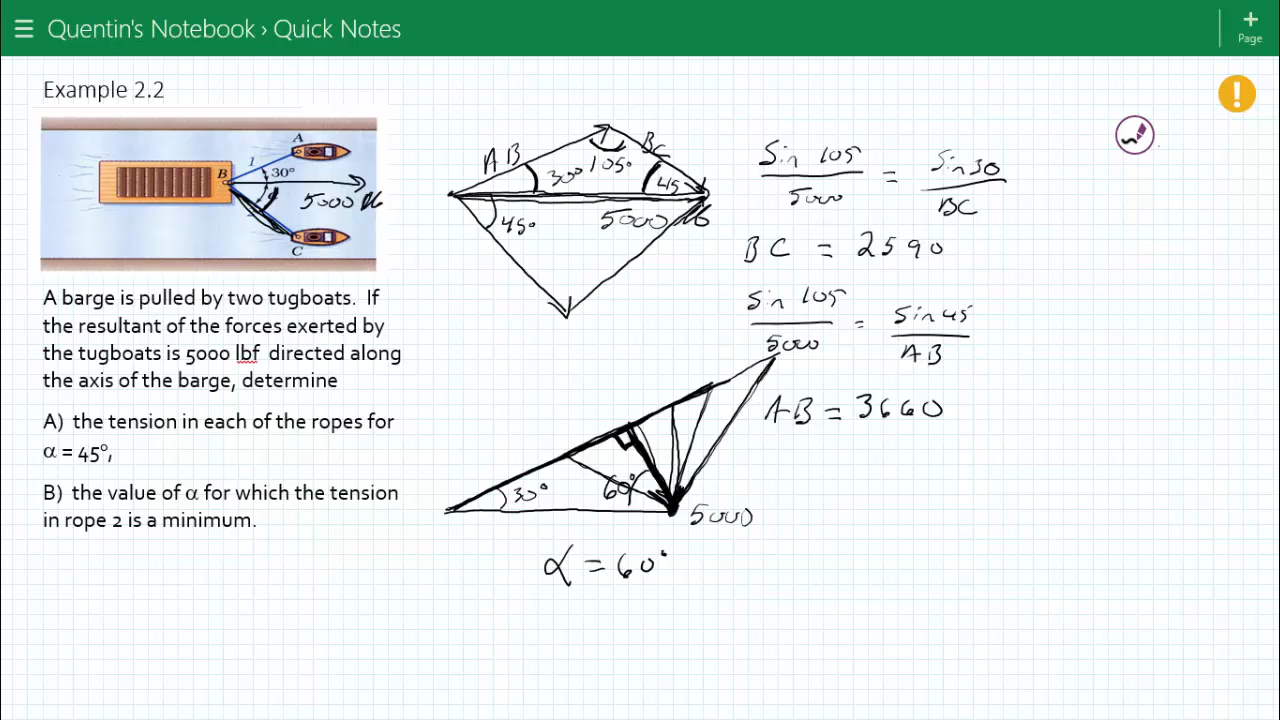 Quentin's Notebook › Quick Notes
Page
Example 2.2
A
1
B
30°
5000 lb
C
A barge is pulled by two tugboats. If
the resultant of the forces exerted by
the tugboats is 5000 lbf directed along
the axis of the barge, determine
A) the tension in each of the ropes for
α = 45°,
B) the value of α for which the tension
in rope 2 is a minimum.
AB
BC
105°
30°
45
45°
5000 lb
Sin 105 / 5000 = Sin 30 / BC
BC = 2590
Sin 105 / 5000 = Sin 45 / AB
AB = 3660
30°
60°
5000
α = 60°